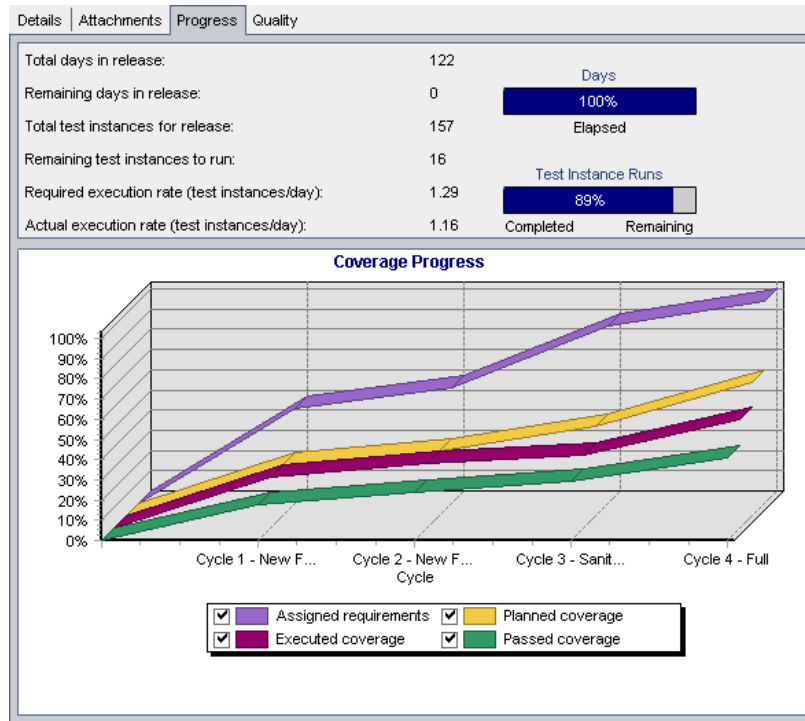 Details Attachments Progress Quality
Total days in release: 122
Days
Remaining days in release: 0
100%
Total test instances for release: 157
Elapsed
Remaining test instances to run: 16
Test Instance Runs
Required execution rate (test instances/day): 1.29
89%
Actual execution rate (test instances/day): 1.16
Completed Remaining
Coverage Progress
100%
90%
80%
70%
60%
50%
40%
30%
20%
10%
0%
Cycle 1 - New F... Cycle 2 - New F... Cycle 3 - Sanit... Cycle 4 - Full
Cycle
Assigned requirements Planned coverage
Executed coverage Passed coverage